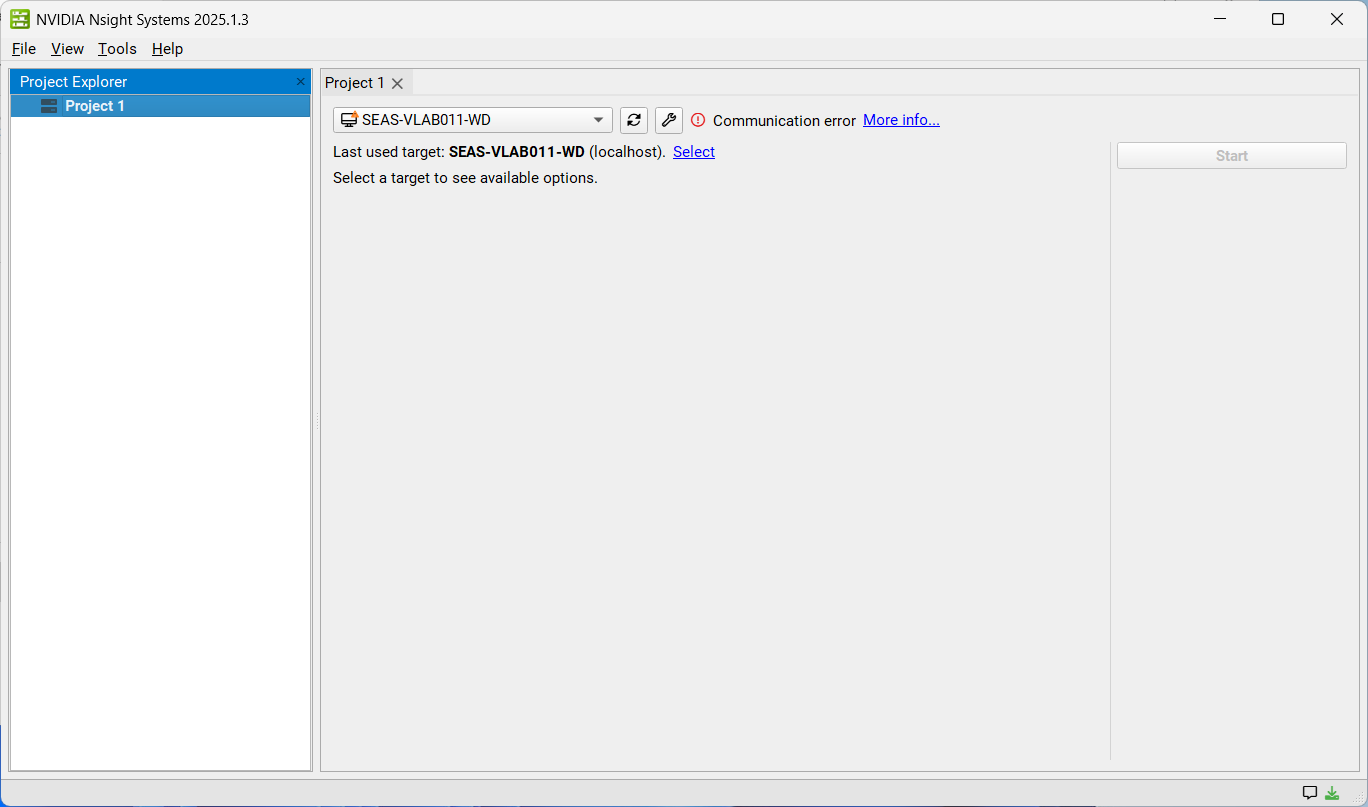 NVIDIA Nsight Systems 2025.1.3
File View Tools Help
Project Explorer
Project 1
Project 1
SEAS-VLAB011-WD
Communication error More info...
Last used target: SEAS-VLAB011-WD (localhost). Select
Select a target to see available options.
Start